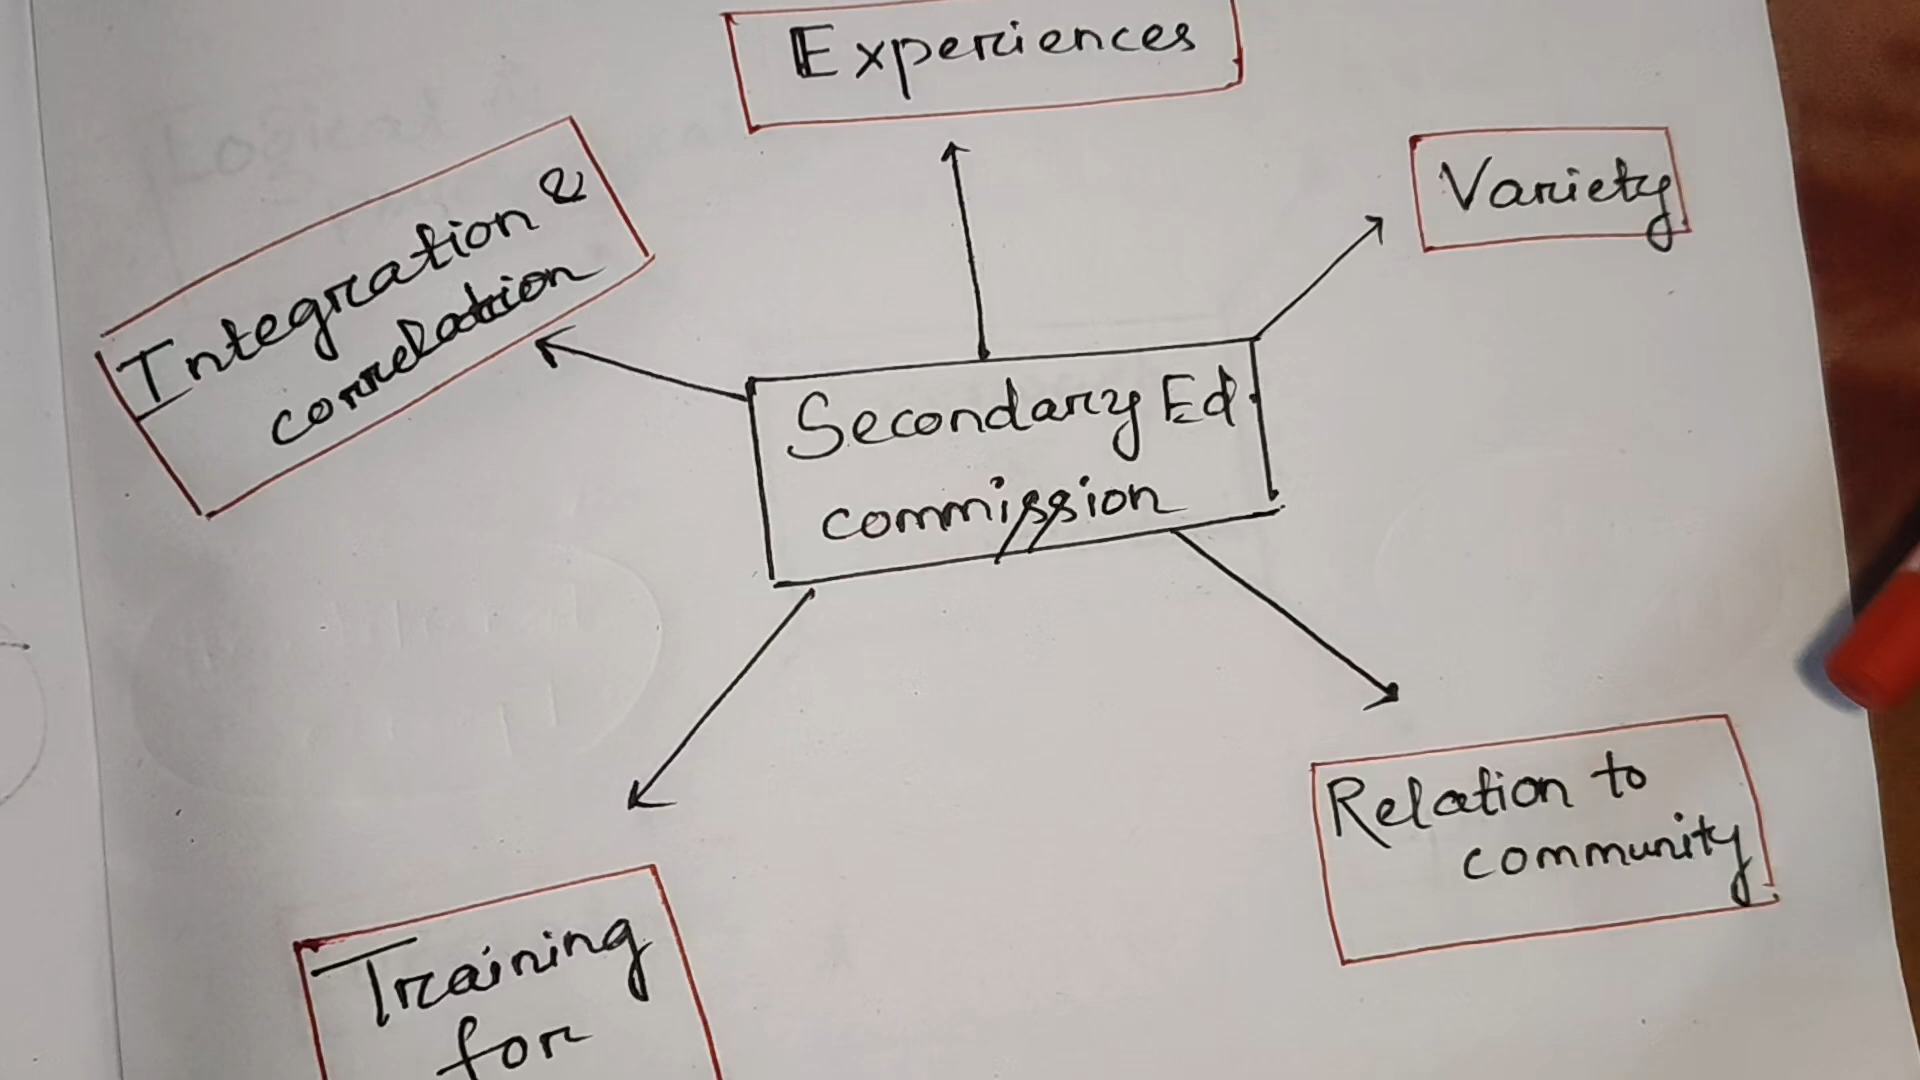 Experiences
Variety
Integration &
correlation
Secondary Ed.
commission
Relation to
community
Training
for